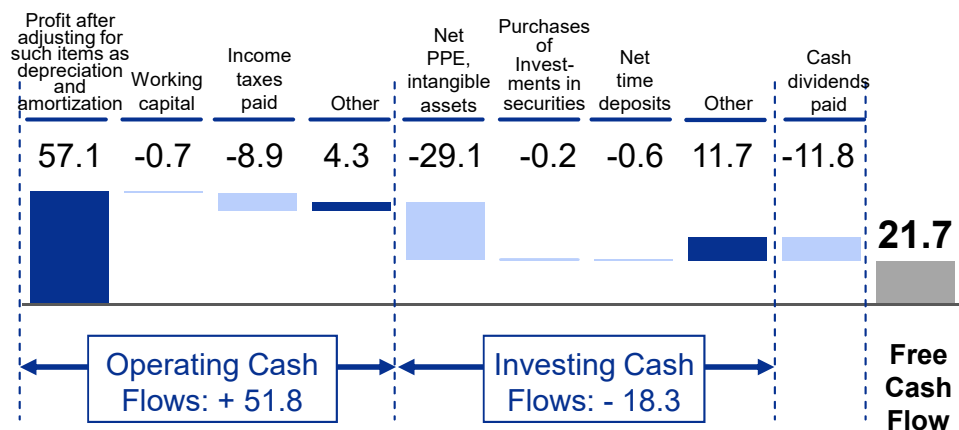 Profit after
adjusting for
such items as
depreciation
and
amortization
Working
capital
Income
taxes
paid
Other
Net
PPE,
intangible
assets
Purchases
of
Invest-
ments in
securities
Net
time
deposits
Other
Cash
dividends
paid
57.1
-0.7
-8.9
4.3
-29.1
-0.2
-0.6
11.7
-11.8
21.7
Operating Cash
Flows: + 51.8
Investing Cash
Flows: - 18.3
Free
Cash
Flow